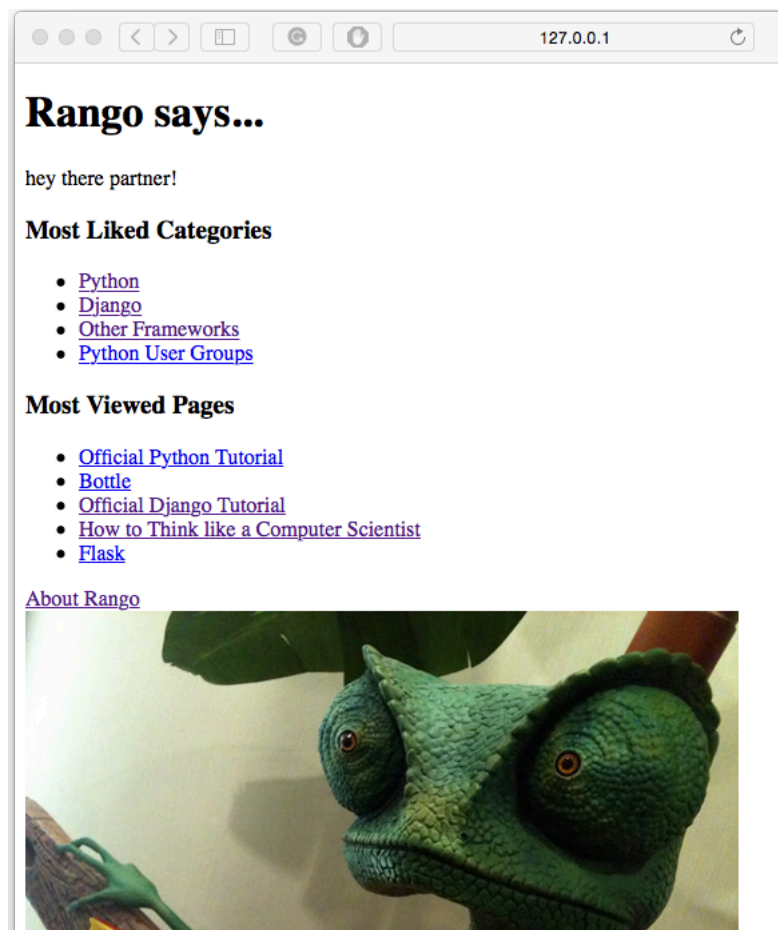 127.0.0.1
Rango says...
hey there partner!
Most Liked Categories
Python
Django
Other Frameworks
Python User Groups
Most Viewed Pages
Official Python Tutorial
Bottle
Official Django Tutorial
How to Think like a Computer Scientist
Flask
About Rango